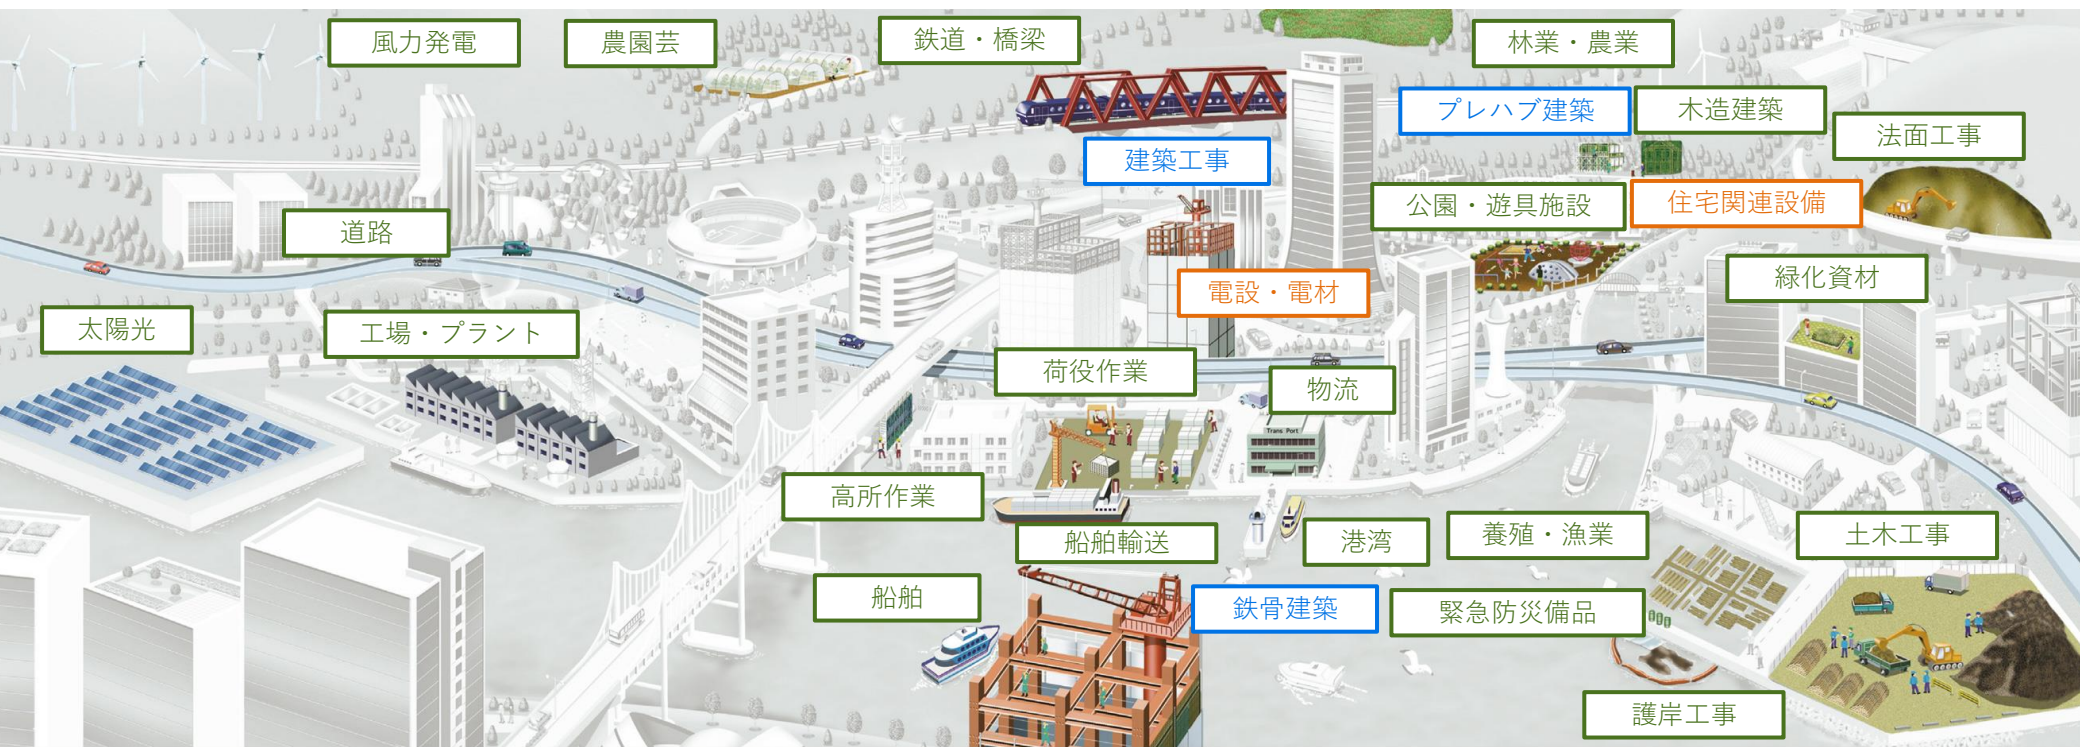 風力発電
農園芸
鉄道・橋梁
林業・農業
プレハブ建築
木造建築
法面工事
建築工事
公園・遊具施設
住宅関連設備
道路
電設・電材
緑化資材
太陽光
工場・プラント
荷役作業
物流
Trans Port
高所作業
船舶輸送
港湾
養殖・漁業
土木工事
船舶
鉄骨建築
緊急防災備品
護岸工事